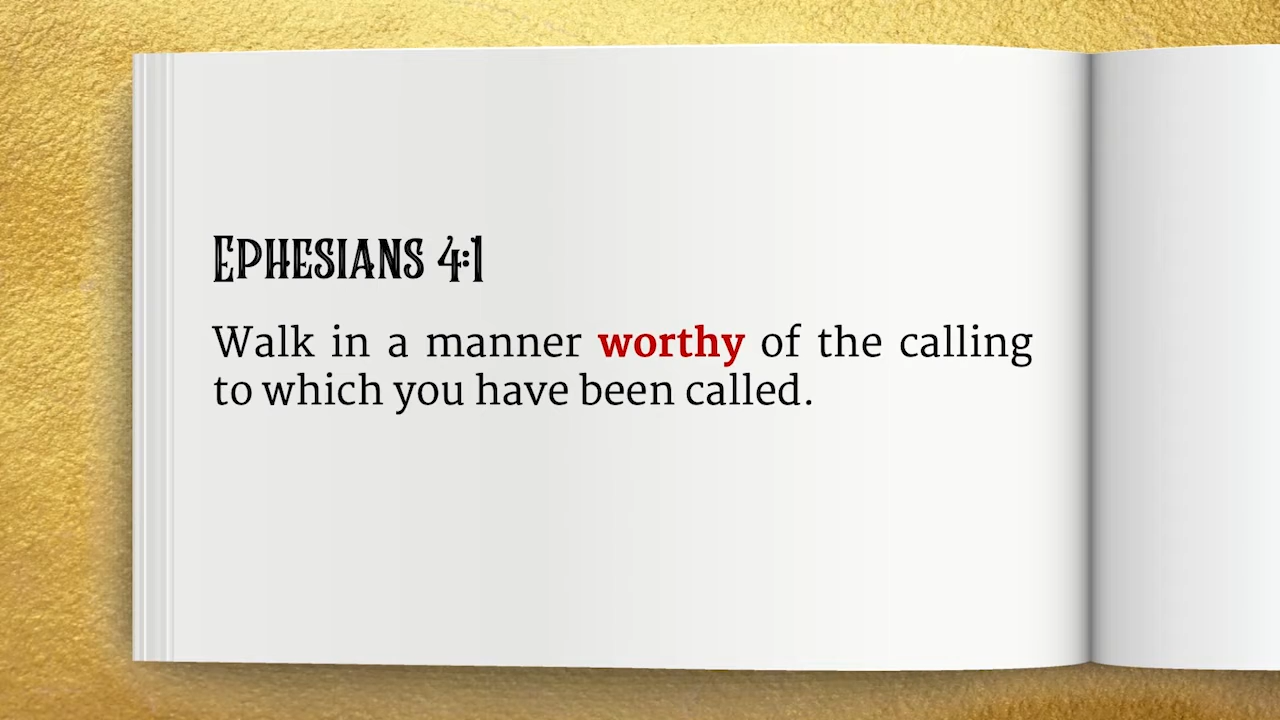 Ephesians 4:1
Walk in a manner worthy of the calling
to which you have been called.